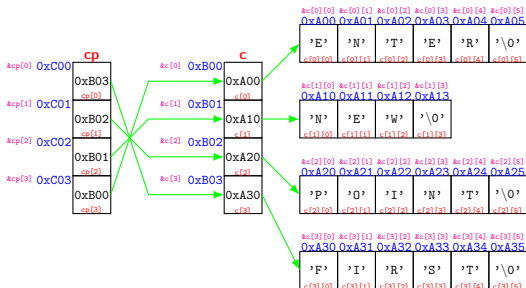 &c[0][0] &c[0][1] &c[0][2] &c[0][3] &c[0][4] &c[0][5]
cp c 0xA00 0xA01 0xA02 0xA03 0xA04 0xA05
&cp[0] 0xC00 &c[0] 0xB00 'E' 'N' 'T' 'E' 'R' '\0'
0xB03 0xA00 c[0][0] c[0][1] c[0][2] c[0][3] c[0][4] c[0][5]
cp[0] c[0]
&c[1][0] &c[1][1] &c[1][2] &c[1][3]
&cp[1] 0xC01 &c[1] 0xB01 0xA10 0xA11 0xA12 0xA13
0xB02 0xA10 'N' 'E' 'W' '\0'
cp[1] c[1] c[1][0] c[1][1] c[1][2] c[1][3]
&cp[2] 0xC02 &c[2] 0xB02
0xB01 0xA20 &c[2][0] &c[2][1] &c[2][2] &c[2][3] &c[2][4] &c[2][5]
cp[2] c[2] 0xA20 0xA21 0xA22 0xA23 0xA24 0xA25
&cp[3] 0xC03 &c[3] 0xB03
0xB00 0xA30 'P' 'O' 'I' 'N' 'T' '\0'
cp[3] c[3] c[2][0] c[2][1] c[2][2] c[2][3] c[2][4] c[2][5]
&c[3][0] &c[3][1] &c[3][2] &c[3][3] &c[3][4] &c[3][5]
0xA30 0xA31 0xA32 0xA33 0xA34 0xA35
'F' 'I' 'R' 'S' 'T' '\0'
c[3][0] c[3][1] c[3][2] c[3][3] c[3][4] c[3][5]